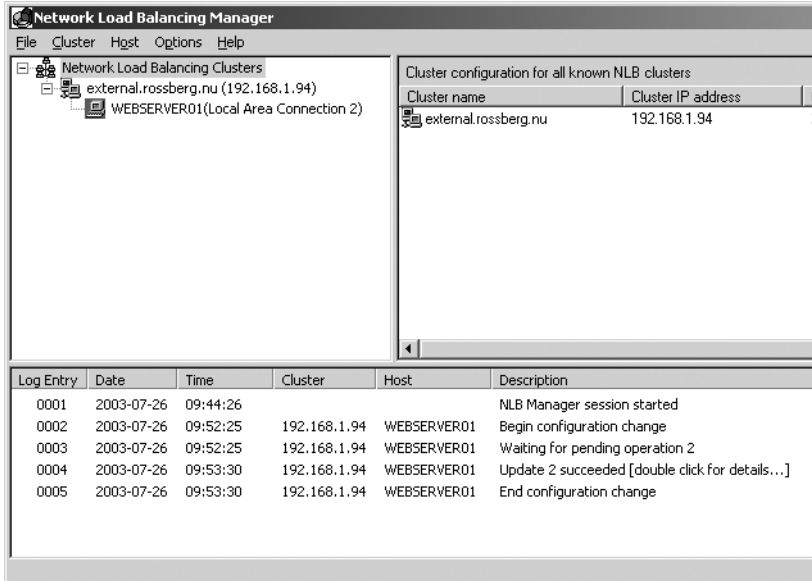 Network Load Balancing Manager
File Cluster Host Options Help
Network Load Balancing Clusters
external.rossberg.nu (192.168.1.94)
WEBSERVER01(Local Area Connection 2)
Cluster configuration for all known NLB clusters
Cluster name Cluster IP address
external.rossberg.nu 192.168.1.94
Log Entry Date Time Cluster Host Description
0001 2003-07-26 09:44:26 NLB Manager session started
0002 2003-07-26 09:52:25 192.168.1.94 WEBSERVER01 Begin configuration change
0003 2003-07-26 09:52:25 192.168.1.94 WEBSERVER01 Waiting for pending operation 2
0004 2003-07-26 09:53:30 192.168.1.94 WEBSERVER01 Update 2 succeeded [double click for details...]
0005 2003-07-26 09:53:30 192.168.1.94 WEBSERVER01 End configuration change